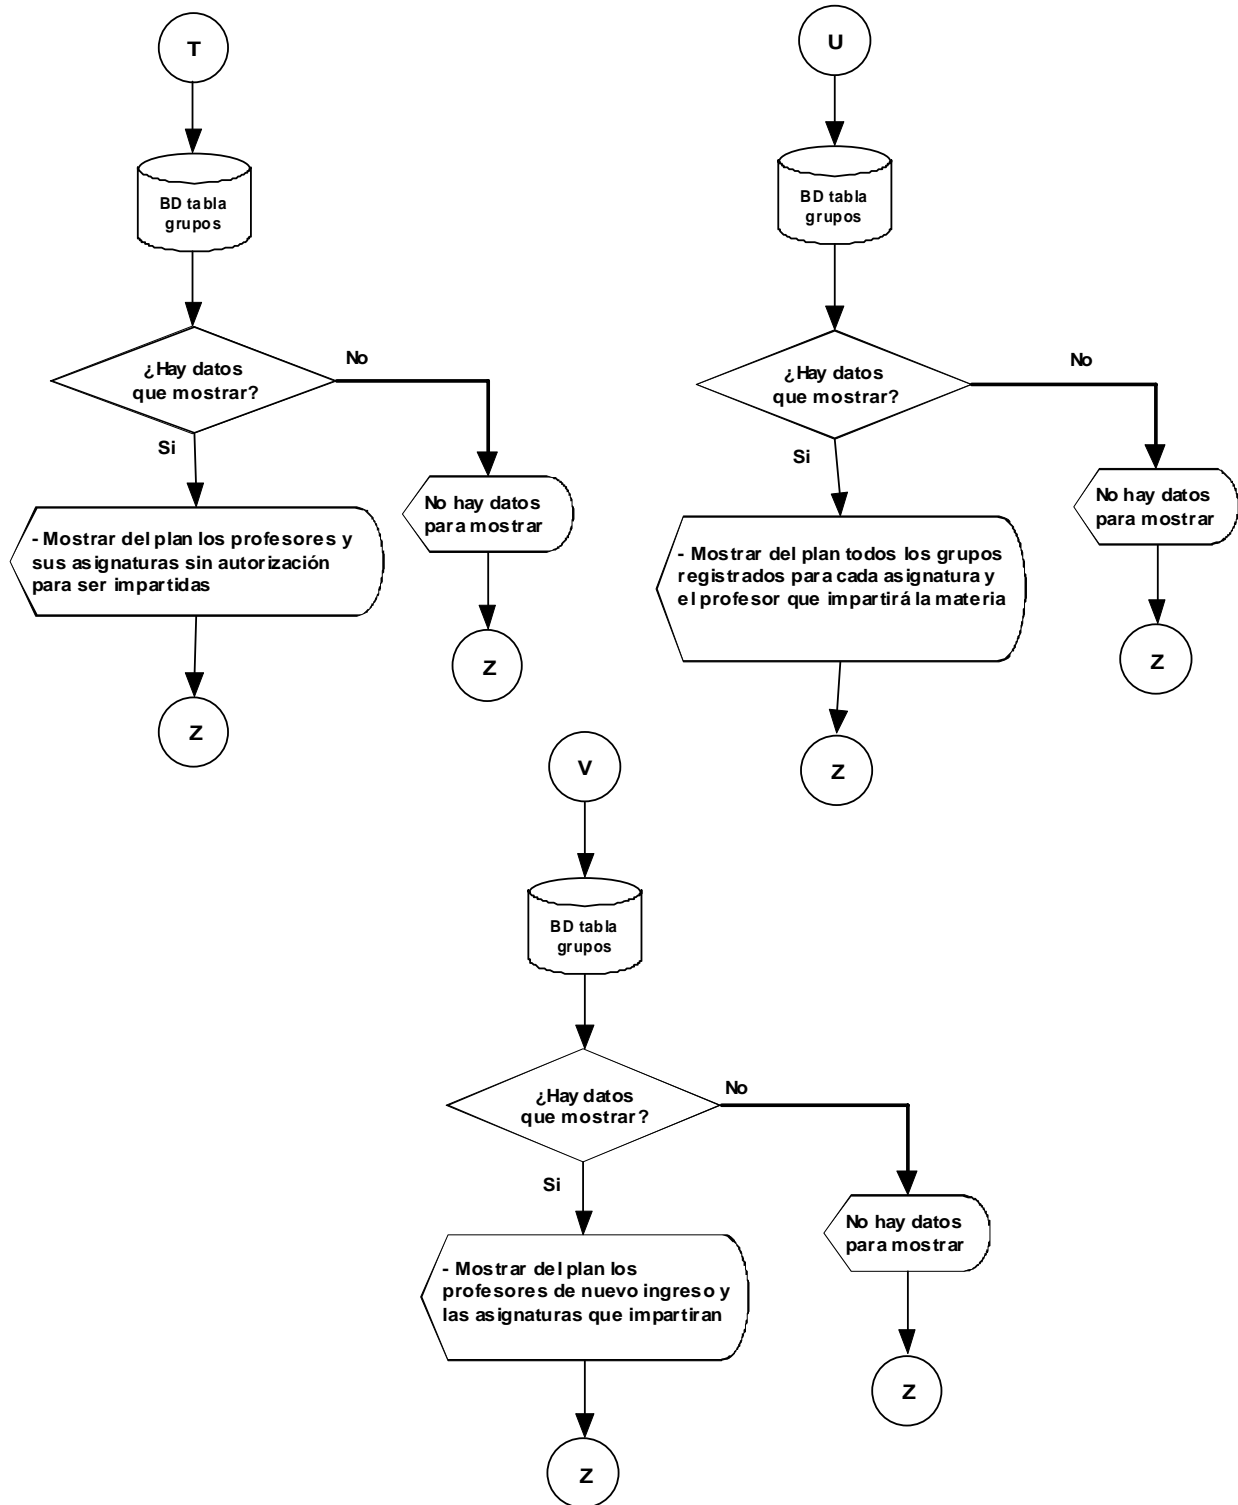 T
BD tabla
grupos
¿Hay datos
que mostrar?
No
Si
No hay datos
para mostrar
- Mostrar del plan los profesores y
sus asignaturas sin autorización
para ser impartidas
Z
Z
U
BD tabla
grupos
¿Hay datos
que mostrar?
No
Si
No hay datos
para mostrar
- Mostrar del plan todos los grupos
registrados para cada asignatura y
el profesor que impartirá la materia
Z
Z
V
BD tabla
grupos
¿Hay datos
que mostrar?
No
Si
No hay datos
para mostrar
- Mostrar del plan los
profesores de nuevo ingreso y
las asignaturas que impartiran
Z
Z